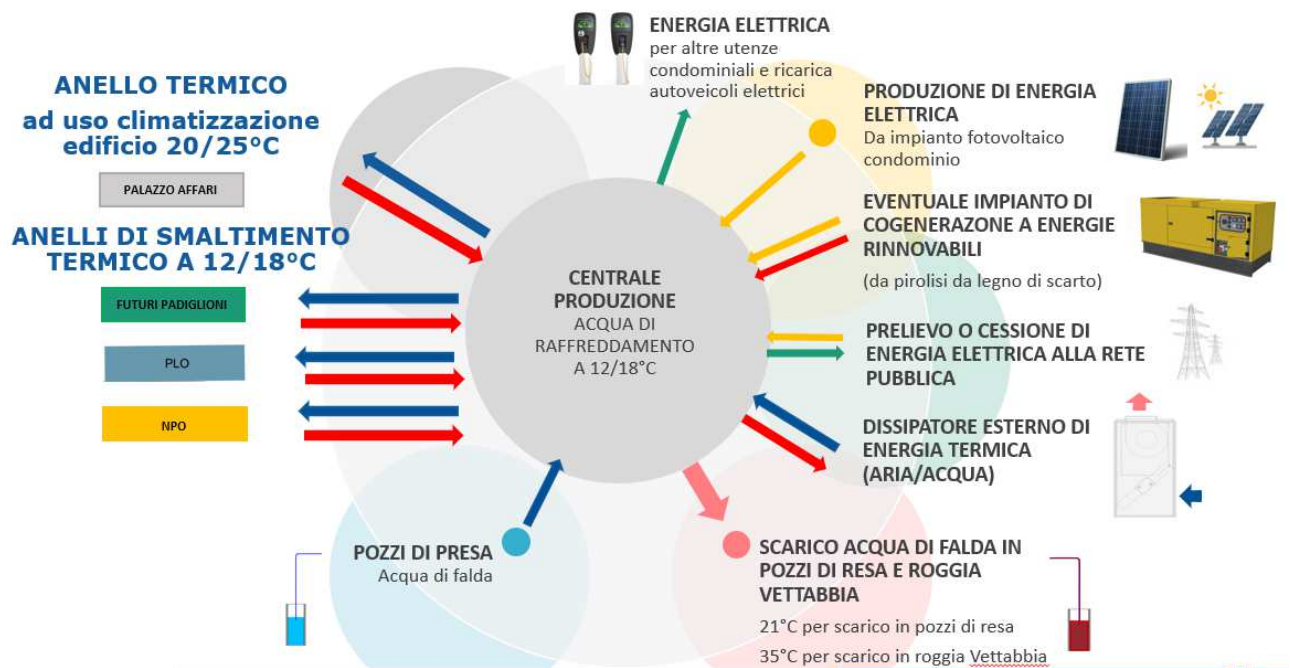 ENERGIA ELETTRICA
per altre utenze
condominiali e ricarica
autoveicoli elettrici
ANELLO TERMICO
ad uso climatizzazione
edificio 20/25°C
PALAZZO AFFARI
ANELLI DI SMALTIMENTO
TERMICO A 12/18°C
FUTURI PADIGLIONI
PLO
NPO
CENTRALE
PRODUZIONE
ACQUA DI
RAFFREDDAMENTO
A 12/18°C
PRODUZIONE DI ENERGIA
ELETTRICA
Da impianto fotovoltaico
condominio
EVENTUALE IMPIANTO DI
COGENERAZONE A ENERGIE
RINNOVABILI
(da pirolisi da legno di scarto)
PRELIEVO O CESSIONE DI
ENERGIA ELETTRICA ALLA RETE
PUBBLICA
DISSIPATORE ESTERNO DI
ENERGIA TERMICA
(ARIA/ACQUA)
POZZI DI PRESA
Acqua di falda
SCARICO ACQUA DI FALDA IN
POZZI DI RESA E ROGGIA
VETTABBIA
21°C per scarico in pozzi di resa
35°C per scarico in roggia Vettabbia